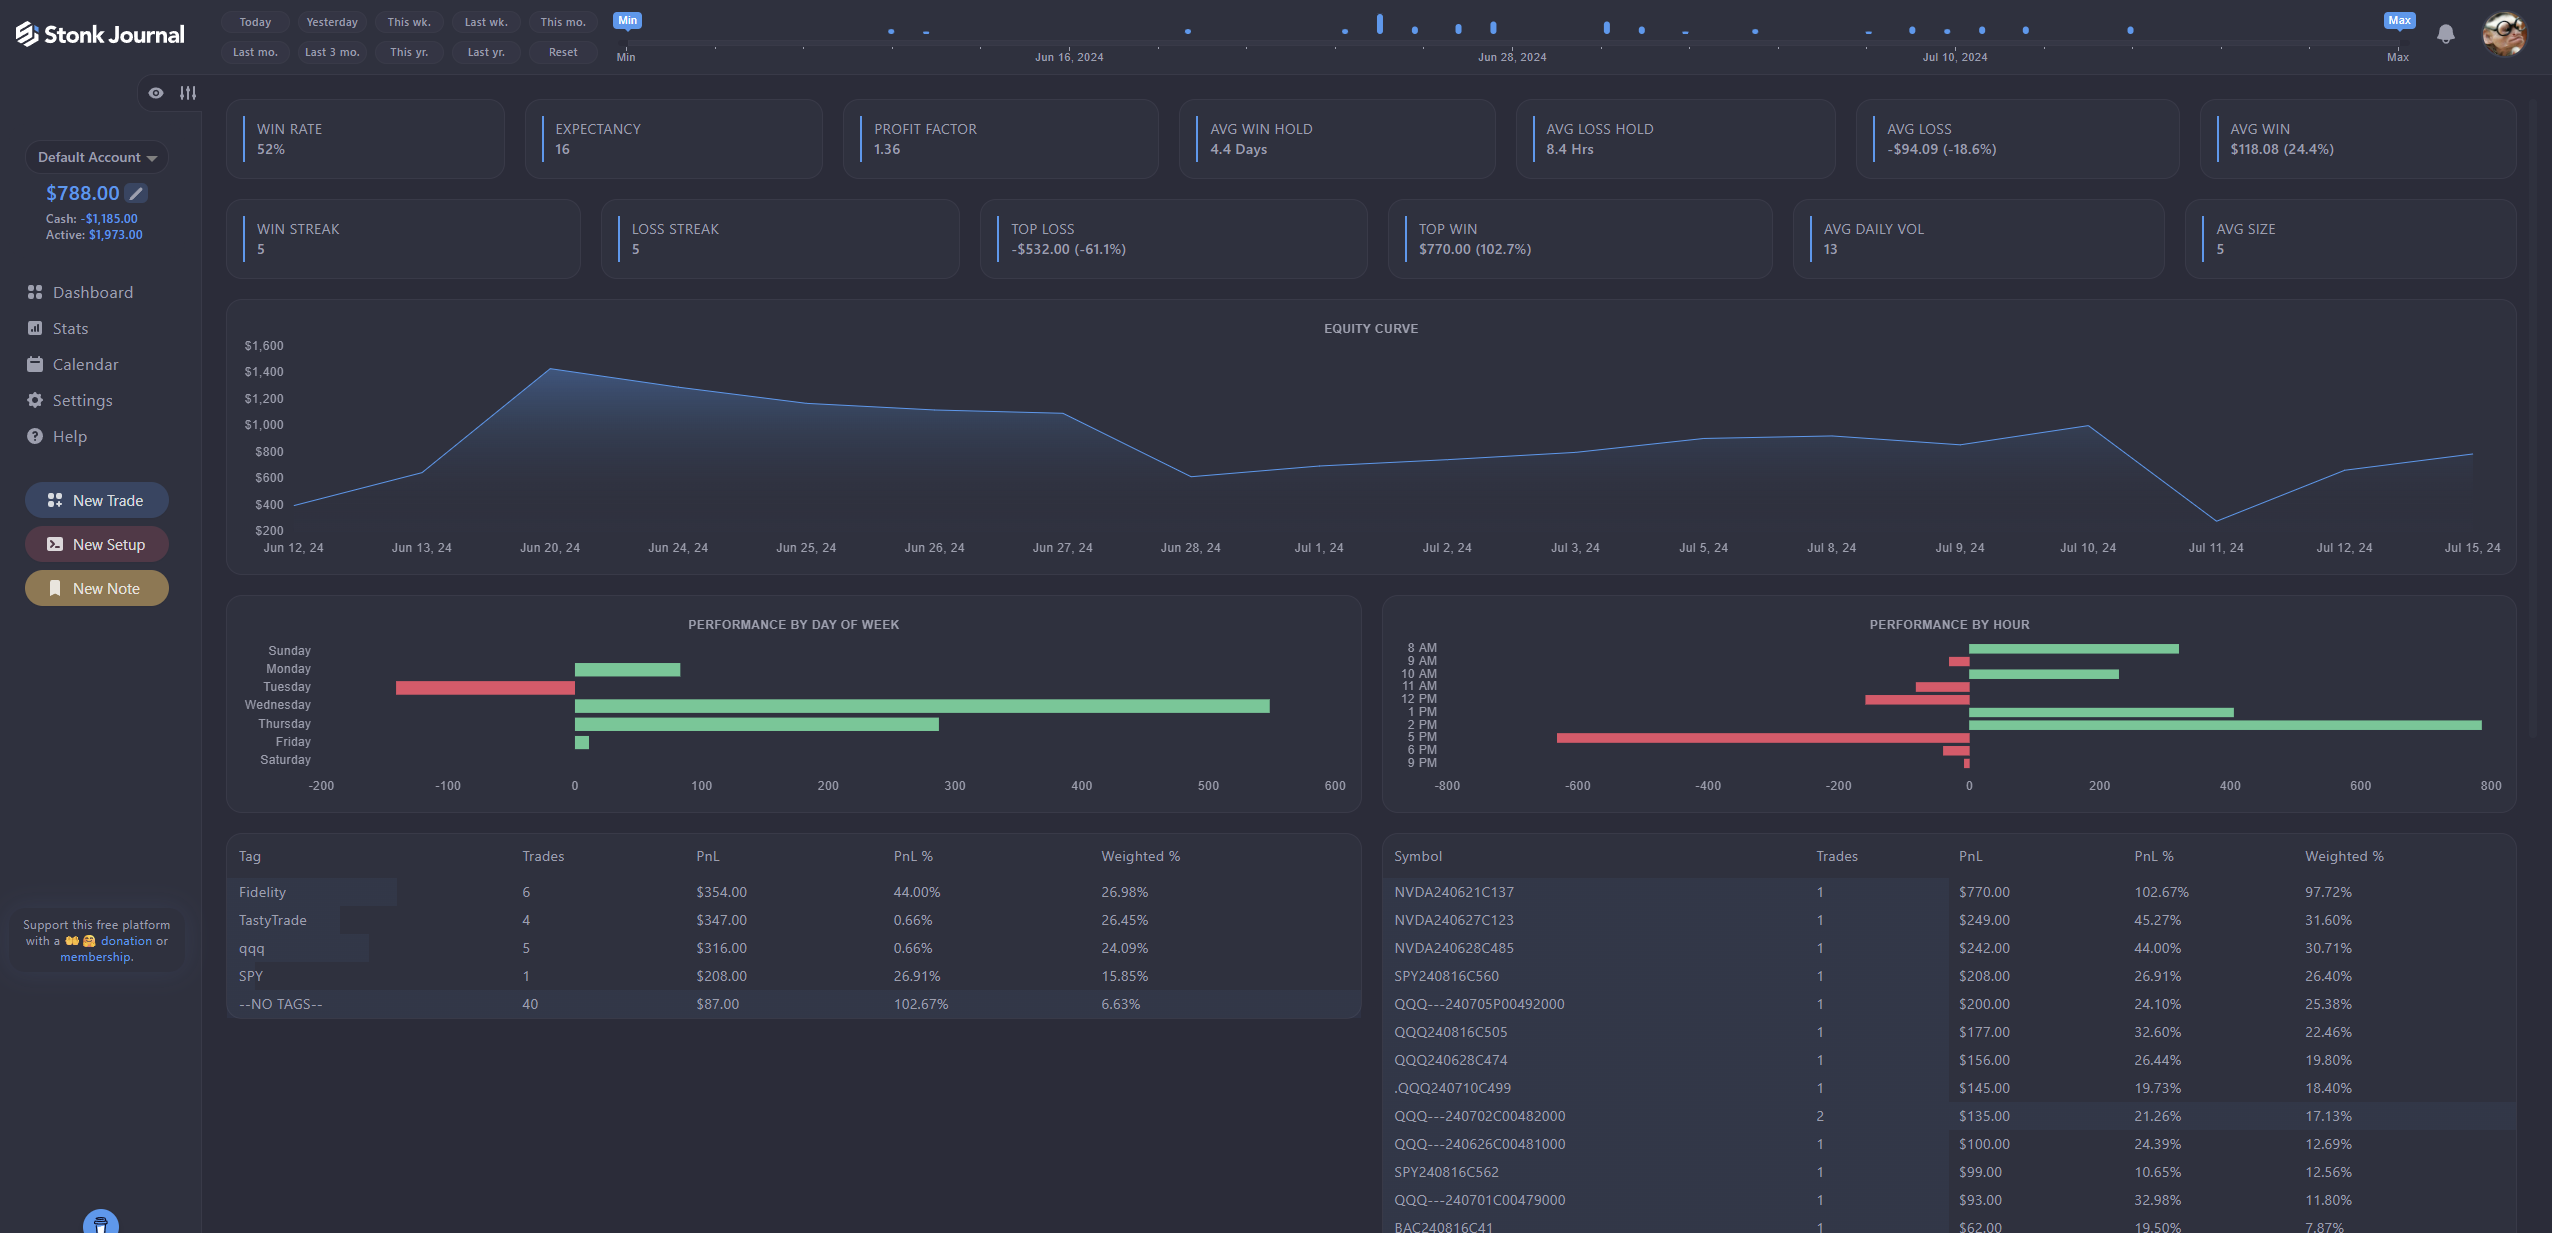 Stonk Journal
Today Yesterday This wk. Last wk. This mo.
Last mo. Last 3 mo. This yr. Last yr. Reset
Min Max
Min Jun 16, 2024 Jun 28, 2024 Jul 10, 2024 Max
Default Account
$788.00
Cash: -$1,185.00
Active: $1,973.00
Dashboard
Stats
Calendar
Settings
Help
New Trade
New Setup
New Note
Support this free platform
with a donation or
membership.
WIN RATE
52%
EXPECTANCY
16
PROFIT FACTOR
1.36
AVG WIN HOLD
4.4 Days
AVG LOSS HOLD
8.4 Hrs
AVG LOSS
-$94.09 (-18.6%)
AVG WIN
$118.08 (24.4%)
WIN STREAK
5
LOSS STREAK
5
TOP LOSS
-$532.00 (-61.1%)
TOP WIN
$770.00 (102.7%)
AVG DAILY VOL
13
AVG SIZE
5
EQUITY CURVE
$1,600
$1,400
$1,200
$1,000
$800
$600
$400
$200
Jun 12, 24 Jun 13, 24 Jun 20, 24 Jun 24, 24 Jun 25, 24 Jun 26, 24 Jun 27, 24 Jun 28, 24 Jul 1, 24 Jul 2, 24 Jul 3, 24 Jul 5, 24 Jul 8, 24 Jul 9, 24 Jul 10, 24 Jul 11, 24 Jul 12, 24 Jul 15, 24
PERFORMANCE BY DAY OF WEEK
Sunday
Monday
Tuesday
Wednesday
Thursday
Friday
Saturday
-200 -100 0 100 200 300 400 500 600
PERFORMANCE BY HOUR
8 AM
9 AM
10 AM
11 AM
12 PM
1 PM
2 PM
5 PM
6 PM
9 PM
-800 -600 -400 -200 0 200 400 600 800
Tag Trades PnL PnL % Weighted %
Fidelity 6 $354.00 44.00% 26.98%
TastyTrade 4 $347.00 0.66% 26.45%
qqq 5 $316.00 0.66% 24.09%
SPY 1 $208.00 26.91% 15.85%
--NO TAGS-- 40 $87.00 102.67% 6.63%
Symbol Trades PnL PnL % Weighted %
NVDA240621C137 1 $770.00 102.67% 97.72%
NVDA240627C123 1 $249.00 45.27% 31.60%
NVDA240628C485 1 $242.00 44.00% 30.71%
SPY240816C560 1 $208.00 26.91% 26.40%
QQQ---240705P00492000 1 $200.00 24.10% 25.38%
QQQ240816C505 1 $177.00 32.60% 22.46%
QQQ240628C474 1 $156.00 26.44% 19.80%
.QQQ240710C499 1 $145.00 19.73% 18.40%
QQQ---240702C00482000 2 $135.00 21.26% 17.13%
QQQ---240626C00481000 1 $100.00 24.39% 12.69%
SPY240816C562 1 $99.00 10.65% 12.56%
QQQ---240701C00479000 1 $93.00 32.98% 11.80%
BAC240816C41 1 $62.00 19.50% 7.87%